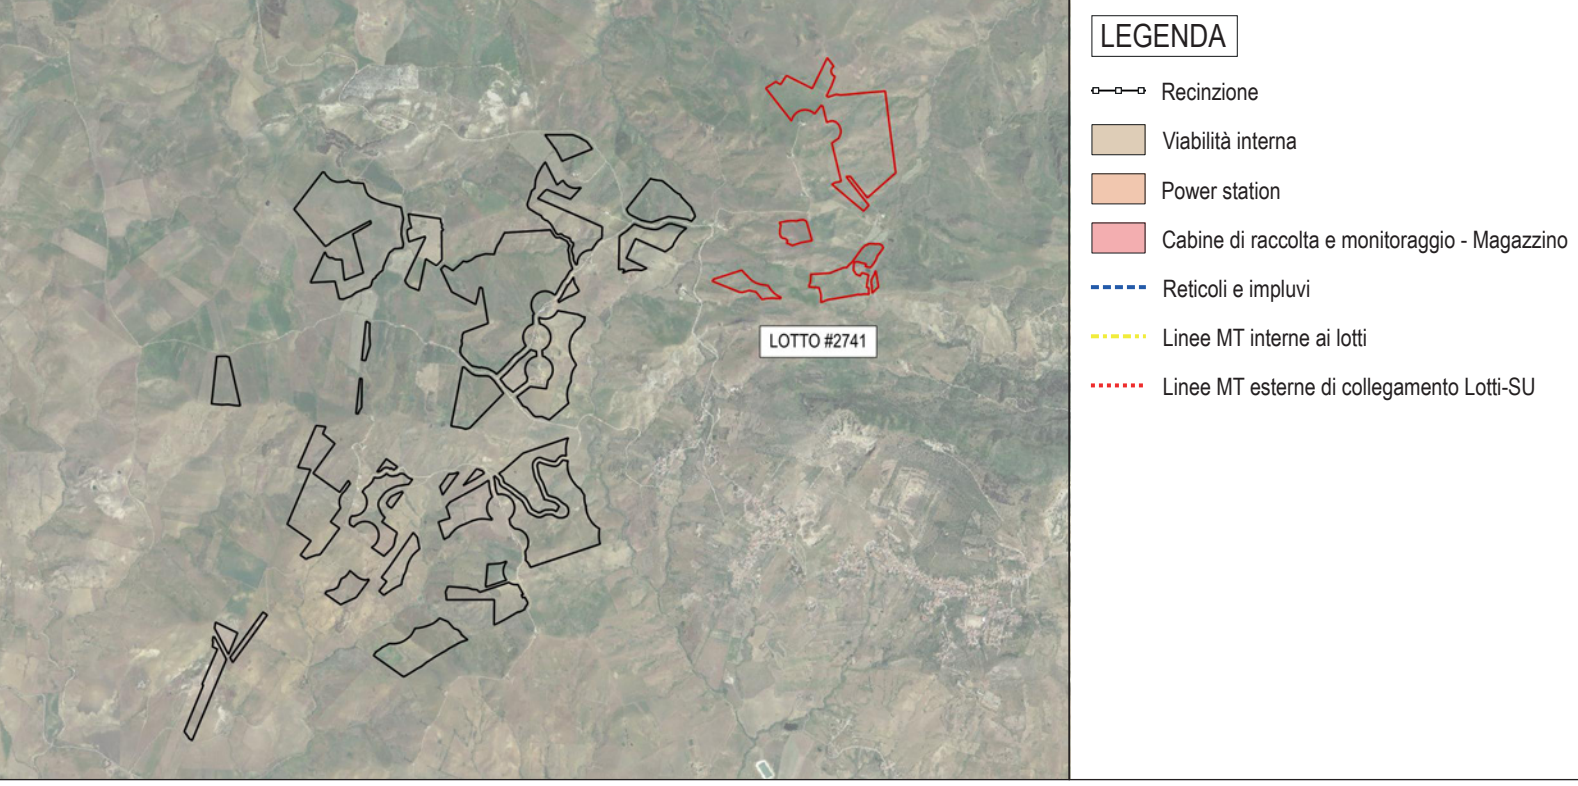 LOTTO #2741
LEGENDA
Recinzione
Viabilità interna
Power station
Cabine di raccolta e monitoraggio - Magazzino
Reticoli e impluvi
Linee MT interne ai lotti
Linee MT esterne di collegamento Lotti-SU